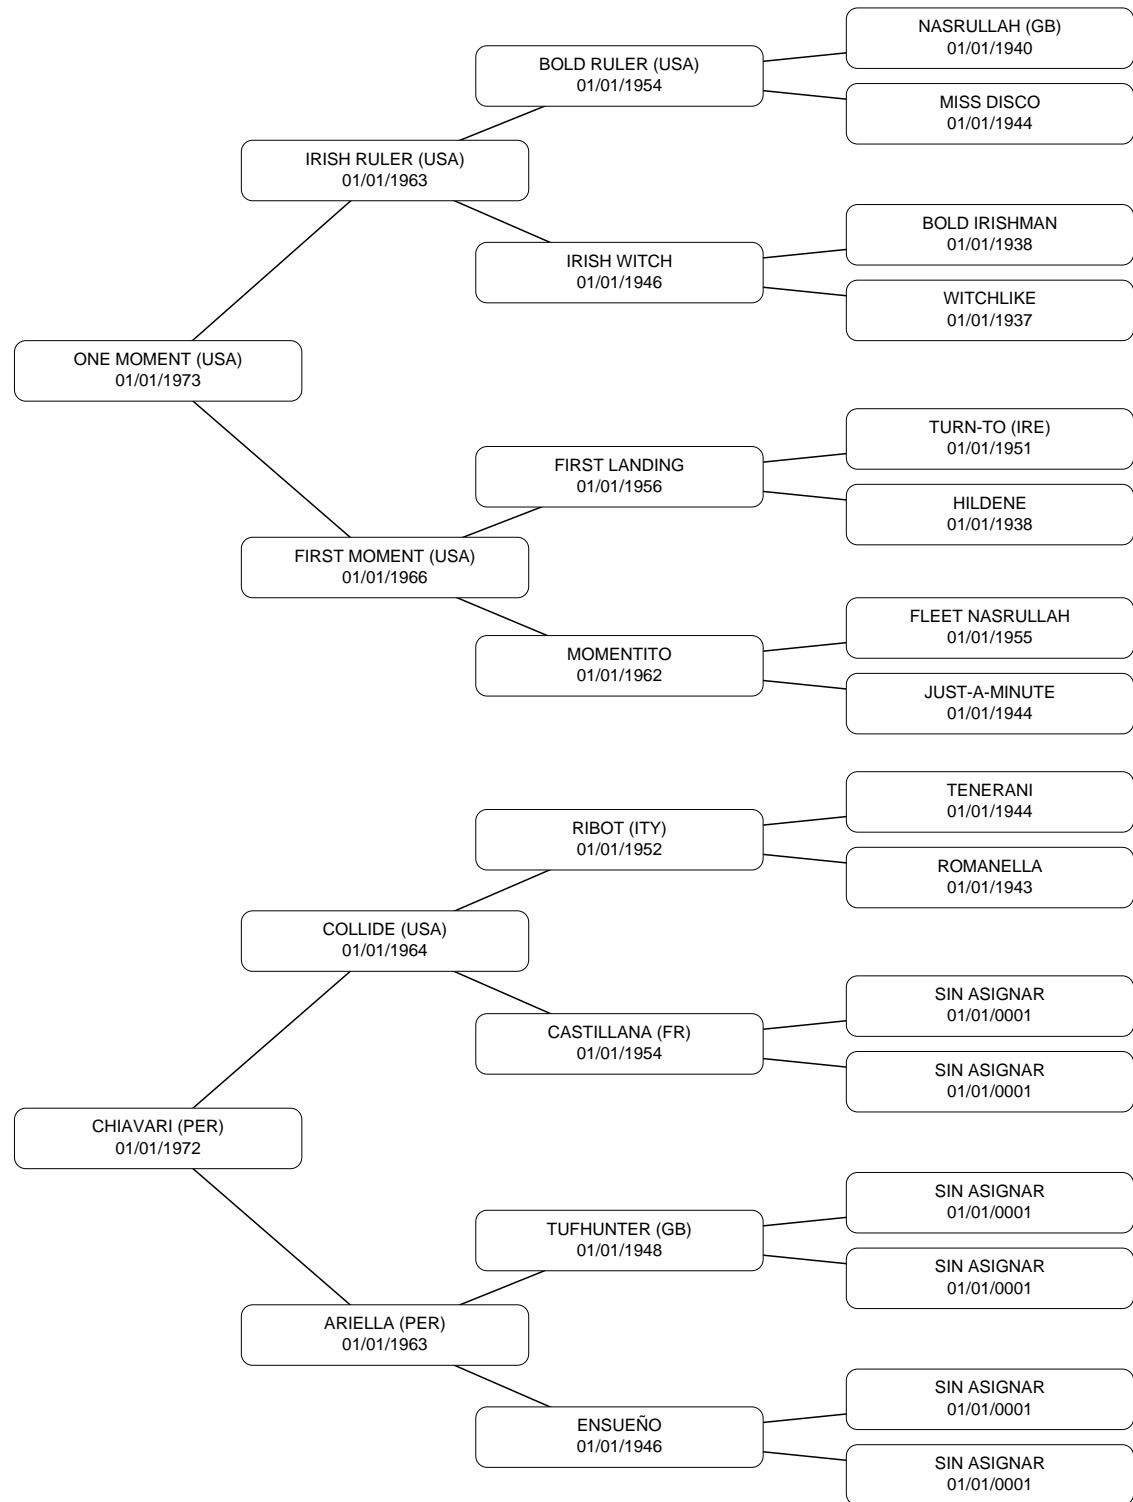 NASRULLAH (GB)
01/01/1940
BOLD RULER (USA)
01/01/1954
MISS DISCO
01/01/1944
IRISH RULER (USA)
01/01/1963
BOLD IRISHMAN
01/01/1938
IRISH WITCH
01/01/1946
WITCHLIKE
01/01/1937
ONE MOMENT (USA)
01/01/1973
TURN-TO (IRE)
01/01/1951
FIRST LANDING
01/01/1956
HILDENE
01/01/1938
FIRST MOMENT (USA)
01/01/1966
FLEET NASRULLAH
01/01/1955
MOMENTITO
01/01/1962
JUST-A-MINUTE
01/01/1944
TENERANI
01/01/1944
RIBOT (ITY)
01/01/1952
ROMANELLA
01/01/1943
COLLIDE (USA)
01/01/1964
SIN ASIGNAR
01/01/0001
CASTILLANA (FR)
01/01/1954
SIN ASIGNAR
01/01/0001
CHIAVARI (PER)
01/01/1972
SIN ASIGNAR
01/01/0001
TUFHUNTER (GB)
01/01/1948
SIN ASIGNAR
01/01/0001
ARIELLA (PER)
01/01/1963
SIN ASIGNAR
01/01/0001
ENSUEÑO
01/01/1946
SIN ASIGNAR
01/01/0001